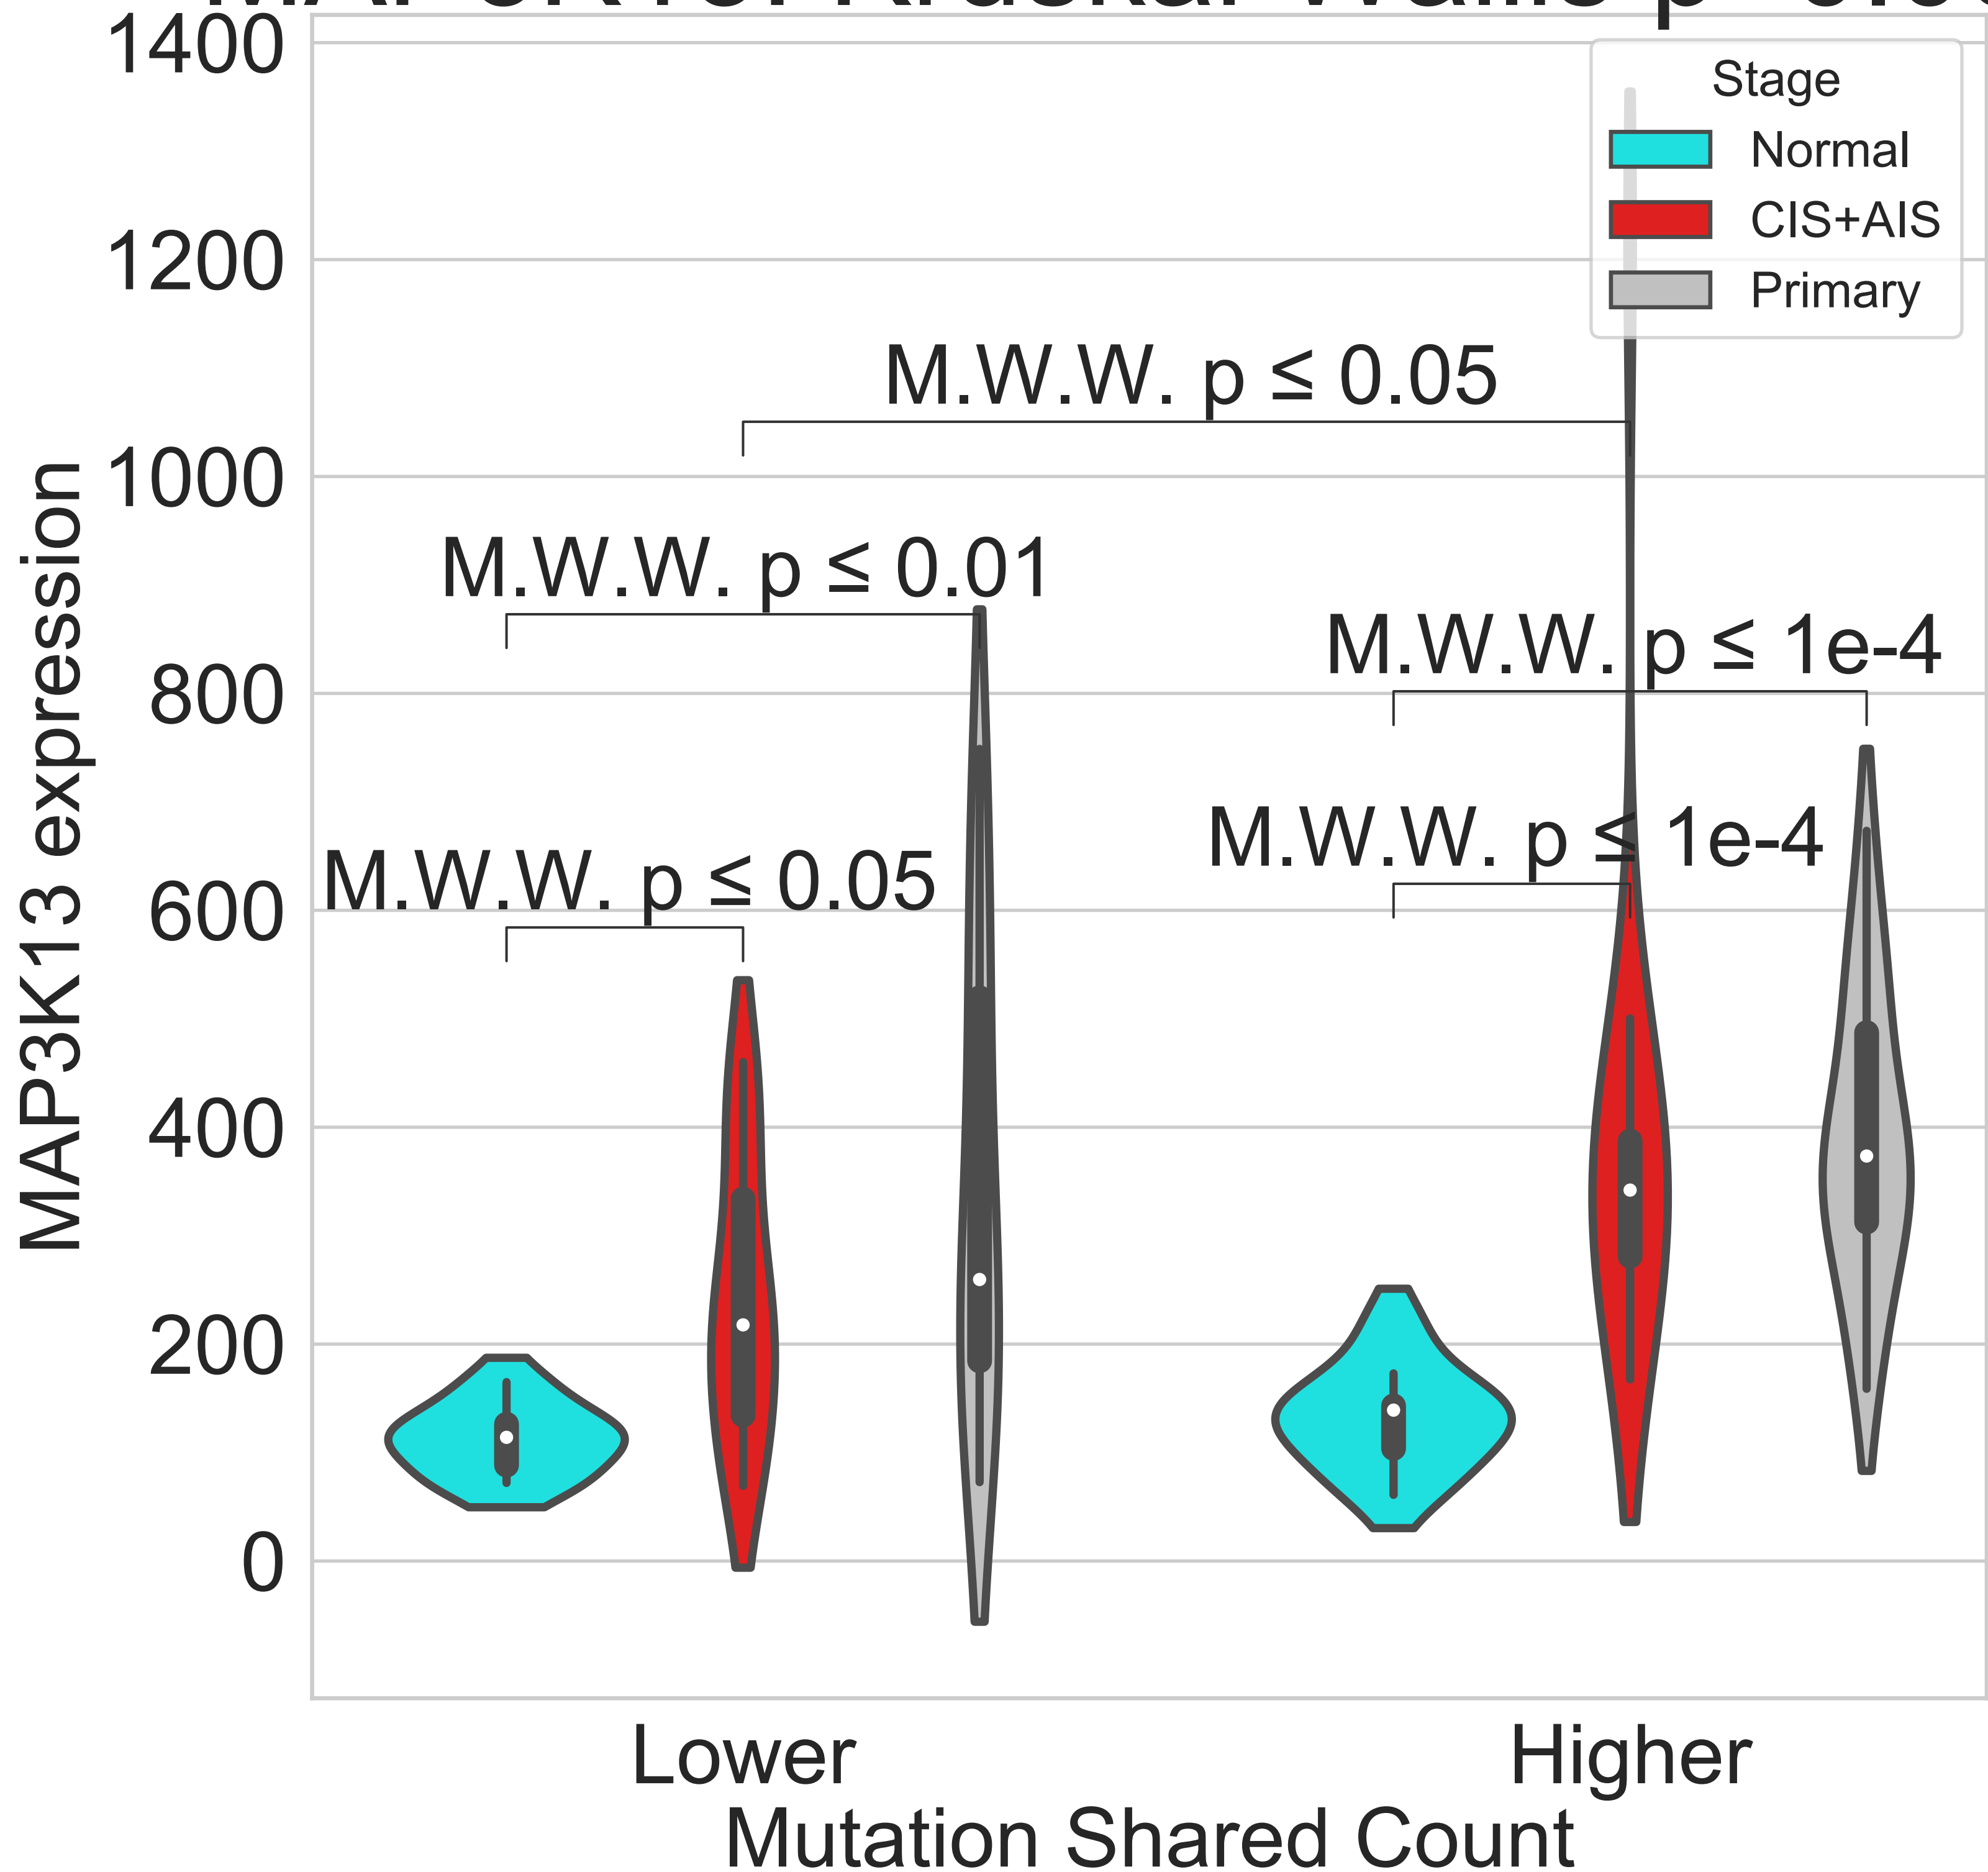 1400
1200
1000
800
600
400
200
0
MAP3K13 expression
Stage
Normal
CIS+AIS
Primary
M.W.W. p ≤ 0.05
M.W.W. p ≤ 0.01
M.W.W. p ≤ 1e-4
M.W.W. p ≤ 1e-4
M.W.W. p ≤ 0.05
Lower
Higher
Mutation Shared Count